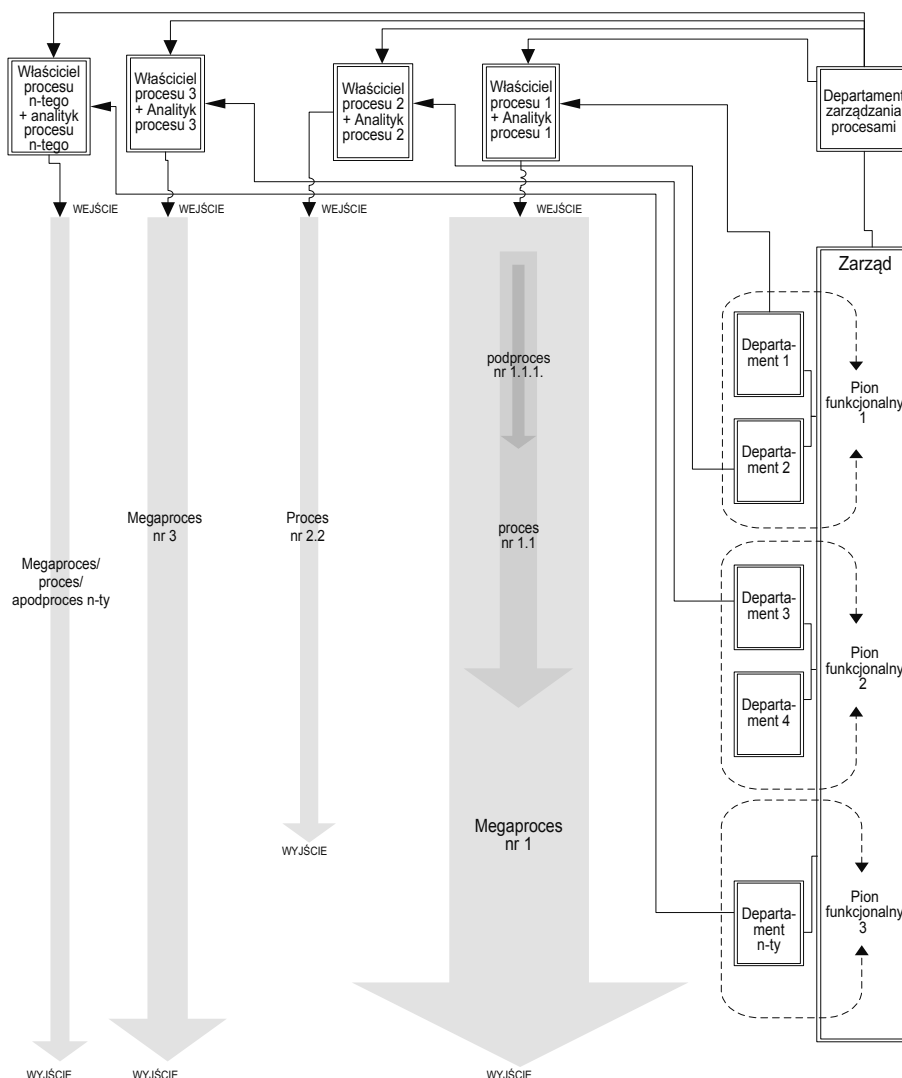 Właściciel
procesu
n-tego
+ analityk
procesu
n-tego
Właściciel
procesu 3
+ Analityk
procesu 3
Właściciel
procesu 2
+ Analityk
procesu 2
Właściciel
procesu 1
+ Analityk
procesu 1
Departament
zarządzania
procesami
WEJŚCIE
WEJŚCIE
WEJŚCIE
WEJŚCIE
Zarząd
Departa-
ment 1
Departa-
ment 2
Pion
funkcjonalny
1
podproces
nr 1.1.1.
proces
nr 1.1
Megaproces
nr 1
Proces
nr 2.2
Megaproces
nr 3
Megaproces/
proces/
apodproces n-ty
Departa-
ment 3
Departa-
ment 4
Pion
funkcjonalny
2
Departa-
ment
n-ty
Pion
funkcjonalny
3
WYJŚCIE
WYJŚCIE
WYJŚCIE
WYJŚCIE